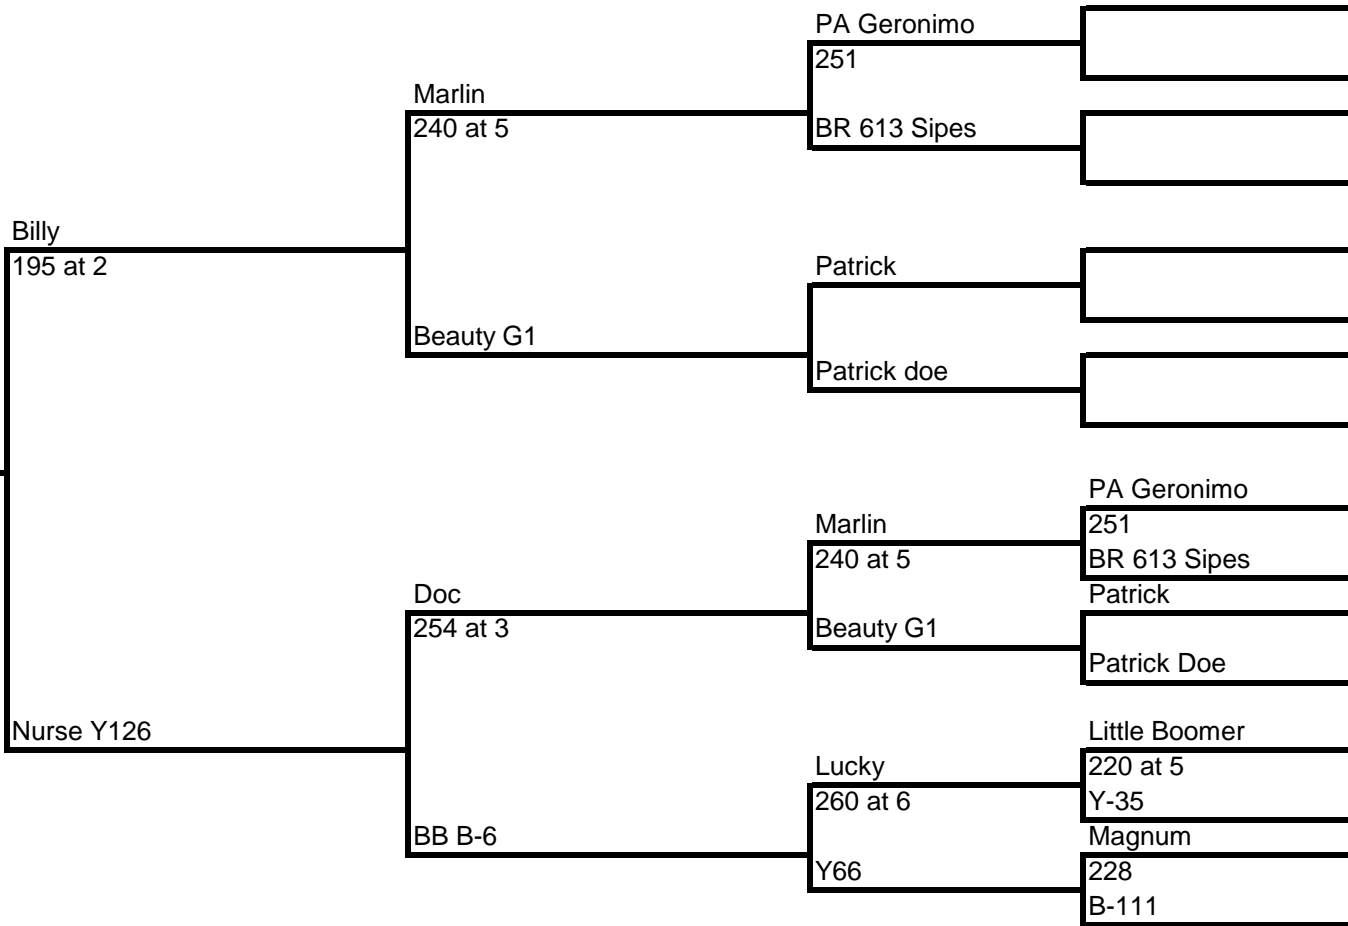 PA Geronimo
251
Marlin
240 at 5
BR 613 Sipes
Billy
195 at 2
Patrick
Beauty G1
Patrick doe
PA Geronimo
Marlin
251
240 at 5
BR 613 Sipes
Doc
Patrick
254 at 3
Beauty G1
Patrick Doe
Nurse Y126
Little Boomer
Lucky
220 at 5
260 at 6
Y-35
BB B-6
Magnum
Y66
228
B-111